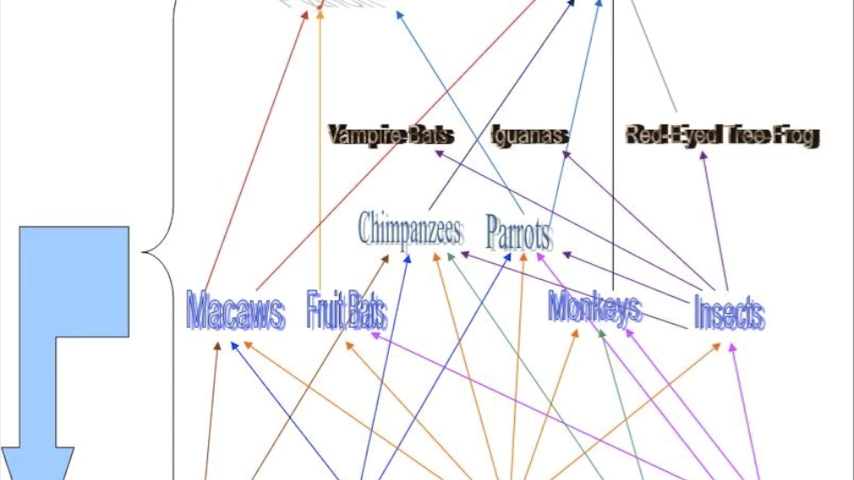 Vampire Bats Iguanas Red-Eyed Tree Frog
Chimpanzees Parrots
Macaws Fruit Bats Monkeys Insects